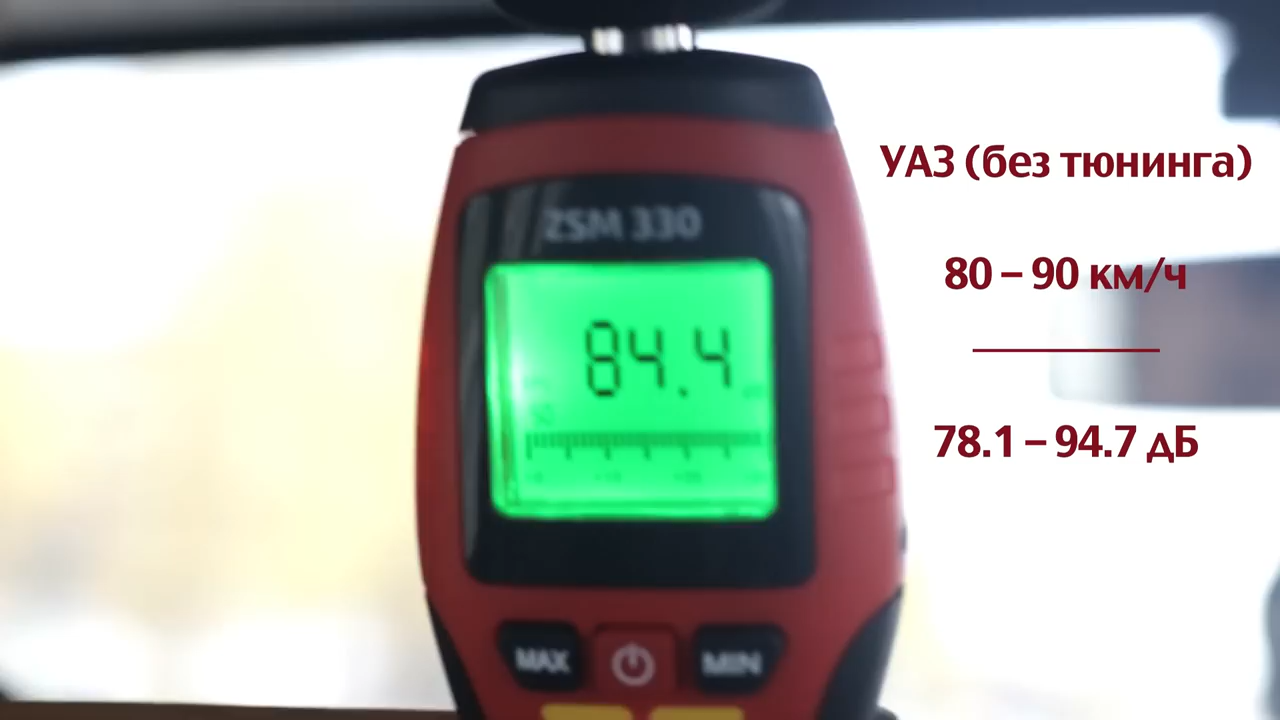 ZSM 330
84.4
MAX
MIN
УАЗ (без тюнинга)
80 – 90 км/ч
78.1 – 94.7 дБ